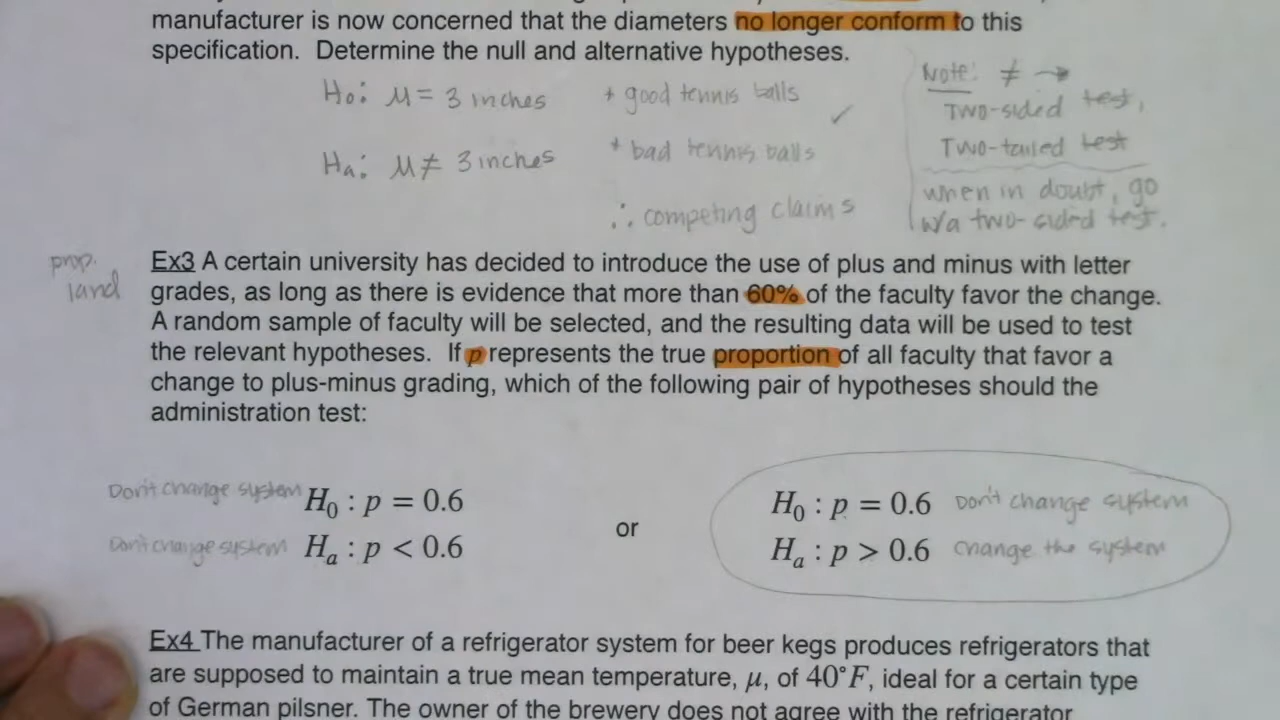 manufacturer is now concerned that the diameters no longer conform to this
specification. Determine the null and alternative hypotheses.
H₀: μ = 3 inches
+ good tennis balls ✓
Hₐ: μ ≠ 3 inches
+ bad tennis balls
∴ competing claims
Note: ≠ →
Two-sided test,
Two-tailed test
when in doubt, go
w/a two-sided test.
prop.
land
Ex3 A certain university has decided to introduce the use of plus and minus with letter
grades, as long as there is evidence that more than 60% of the faculty favor the change.
A random sample of faculty will be selected, and the resulting data will be used to test
the relevant hypotheses. If p represents the true proportion of all faculty that favor a
change to plus-minus grading, which of the following pair of hypotheses should the
administration test:
Don't change system H₀ : p = 0.6
Don't change system Hₐ : p < 0.6
or
H₀ : p = 0.6 Don't change system
Hₐ : p > 0.6 change the system
Ex4 The manufacturer of a refrigerator system for beer kegs produces refrigerators that
are supposed to maintain a true mean temperature, μ, of 40°F, ideal for a certain type
of German pilsner. The owner of the brewery does not agree with the refrigerator